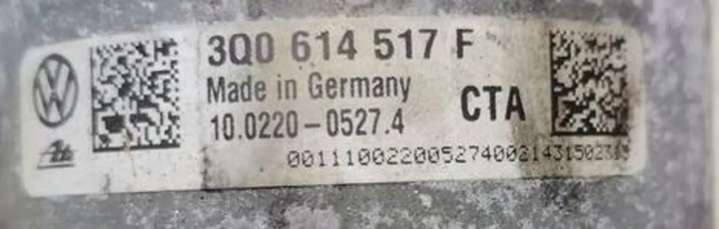 3Q0 614 517 F
Made in Germany
CTA
10.0220-0527.4